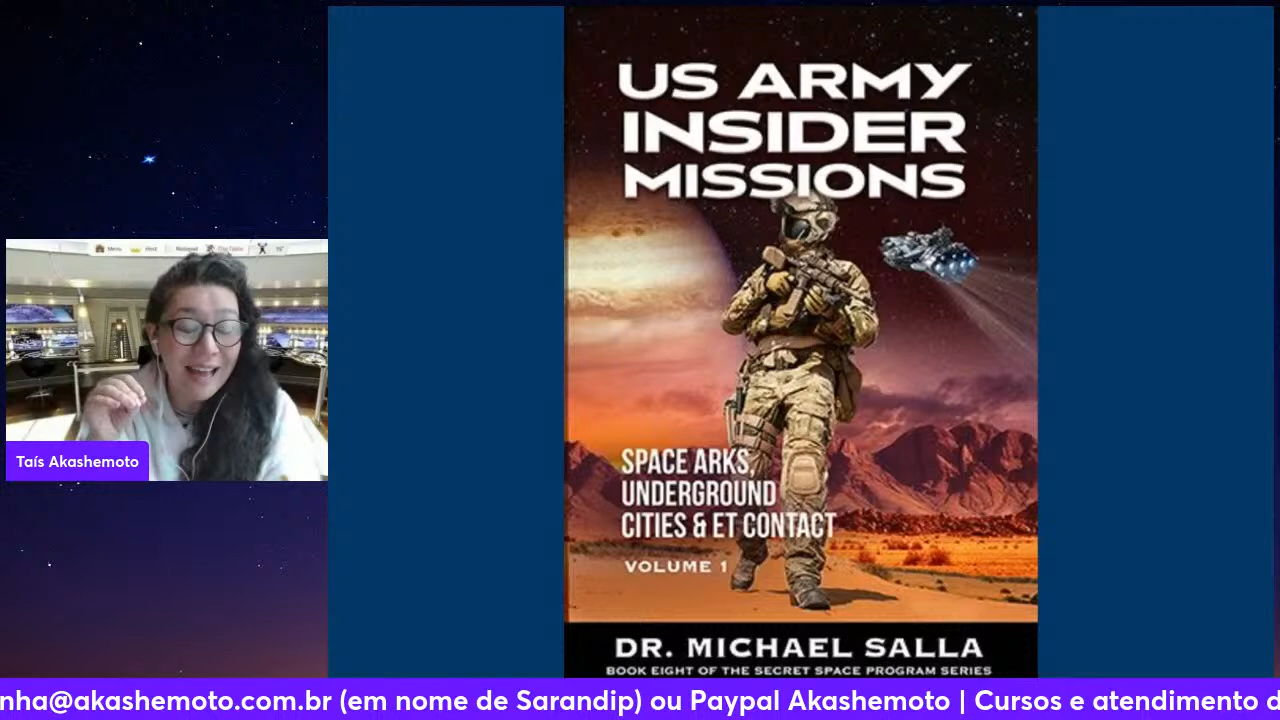 US ARMY
INSIDER
MISSIONS
Menu
Host
Taís Akashemoto
SPACE ARKS,
UNDERGROUND
CITIES & ET CONTACT
VOLUME 1
DR. MICHAEL SALLA
BOOK EIGHT OF THE SECRET SPACE PROGRAM SERIES
nha@akashemoto.com.br (em nome de Sarandip) ou Paypal Akashemoto | Cursos e atendimento d